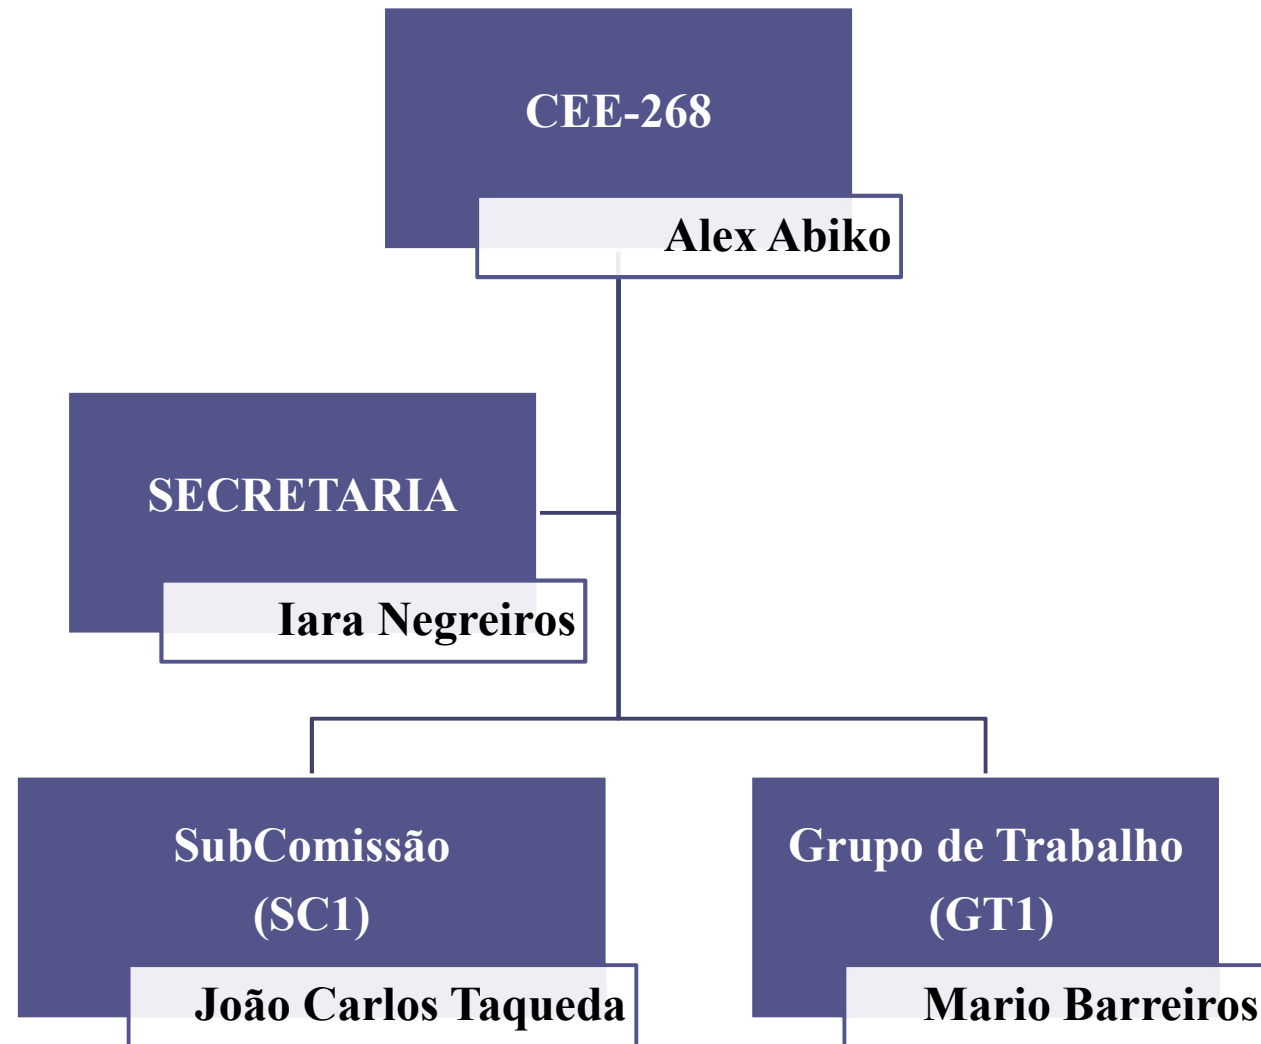 CEE-268
Alex Abiko
SECRETARIA
Iara Negreiros
SubComissão
(SC1)
João Carlos Taqueda
Grupo de Trabalho
(GT1)
Mario Barreiros